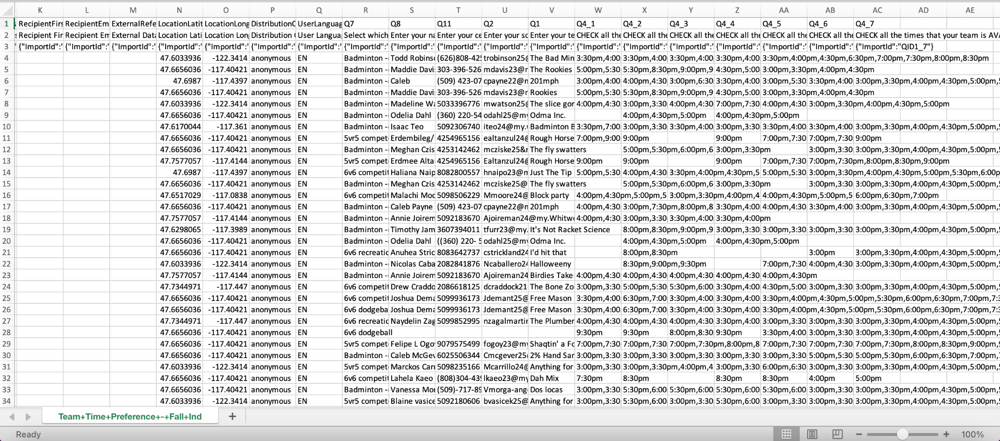 K L M N O P Q R S T U V W X Y Z AA AB AC AD AE
1 RecipientFirs RecipientEm ExternalRefe LocationLatit LocationLong DistributionC UserLanguag Q7 Q8 Q11 Q2 Q1 Q4_1 Q4_2 Q4_3 Q4_4 Q4_5 Q4_6 Q4_7
2 Recipient Fir Recipient Em External Data Location Lati Location Lon Distribution User Langua Select which Enter your na Enter your ce Enter your sc Enter your te CHECK all the CHECK all the CHECK all the CHECK all the CHECK all the CHECK all the CHECK all the times that your team is AVA
3 {"ImportId":' {"ImportId":' {"ImportId":' {"ImportId":' {"ImportId":' {"ImportId":' {"ImportId":' {"ImportId":' {"ImportId":' {"ImportId":' {"ImportId":' {"ImportId":' {"ImportId":' {"ImportId":' {"ImportId":' {"ImportId":' {"ImportId":' {"ImportId":' {"ImportId":"QID1_7"}
4 47.6033936 -122.3414 anonymous EN Badminton - Todd Robins (626)808-42 trobinson25@ The Bad Min 3:30pm,4:00 3:30pm,4:00 3:30pm,4:00 3:30pm,4:00 3:30pm,4:00pm,4:30pm,6:30pm,7:00pm,7:30pm,8:00pm,8:30pm
5 47.6656036 -117.40421 anonymous EN Badminton - Maddie Davi 303-396-526 mdavis23@ The Rookies 5:00pm,5:30 5:30pm,8:30pm,9:00pm,9 4:30pm,5:00 3:00pm,3:30pm,4:00pm,4:30pm
6 47.6987 -117.4397 anonymous EN Badminton - Caleb (509) 423-07 cpayne22@ 201mph 3:00pm,4:00 4:00pm,4:30 3:00pm,6:30 3:30pm,4:00 3:00pm,5:30 3:30pm,4:00 3:00pm,3:30pm,4:00pm,4:30pm,5:00pm,5
7 47.6656036 -117.40421 anonymous EN Badminton - Maddie Davi 303-396-526 mdavis23@ Rookies 5:00pm,5:30 5:30pm,8:30pm,9:00pm,9 4:30pm,5:00 3:00pm,3:30pm,4:00pm,4:30pm
8 47.6033936 -122.3414 anonymous EN Badminton - Madeline Wa 5033396776 mwatson25@ The slice gor 4:00pm,4:30 3:00pm,3:30 4:00pm,4:30 7:00pm,7:30 4:00pm,4:30 3:00pm,3:30pm,4:00pm,4:30pm,5:00pm
9 47.6656036 -117.40421 anonymous EN Badminton - Odelia Dahl (360) 220-54 odahl25@my Odma Inc. 4:00pm,4:30pm,5:00pm 4:00pm,4:30pm,5:00pm
10 47.6170044 -117.361 anonymous EN Badminton - Isaac Teo 5092306740 iteo24@my. Badminton B 3:30pm,7:00 3:00pm,3:30 3:30pm,4:00 3:00pm,3:30 3:30pm,4:00 3:30pm,4:00 3:00pm,3:30pm,4:00pm,4:30pm,5:00pm,5
11 47.6656036 -117.40421 anonymous EN 5vr5 compet Erdembileg/ 4254965156 ealtanzul24@ Rough Horse 7:00pm,9:00 9:00pm 9:00pm 7:00pm,7:30 7:00pm,7:30 9:00pm
12 47.6656036 -117.40421 anonymous EN Badminton - Meghan Czis 4253142462 mcziske25& The fly swatters 5:00pm,5:30pm,6:00pm,6 3:00pm,3:30pm 3:00pm,3:30 3:00pm,3:30pm,4:00pm,4:30pm,5:00pm,5
13 47.7577057 -117.4144 anonymous EN 5vr5 compet Erdmee Alta 4254965156 Ealtanzul24@ Rough Horse 9:00pm 9:00pm 9:00pm 7:00pm,7:30 7:00pm,7:30pm,8:00pm,8:30pm,9:00pm
14 47.6987 -117.4397 anonymous EN 6v6 competit Haliana Naip 8082800557 hnaipo23@ Just The Tip 5:00pm,5:30 4:00pm,4:30 3:30pm,4:00pm,4:30pm,5 5:00pm,5:30 3:00pm,3:30pm,4:00pm,4:30pm,5:00pm,5:30pm,6:00p
15 47.6656036 -117.40421 anonymous EN Badminton - Meghan Czis 4253142462 mcziske25@ The fly swatters 5:00pm,5:30pm,6:00pm,6 3:00pm,3:30pm 3:00pm,3:30 3:00pm,3:30pm,4:00pm,4:30pm,5:00pm,5
16 47.6517029 -117.0838 anonymous EN 6v6 competit Malachi Moo 5098506229 Mmoore24@ Block party 4:00pm,4:30pm,5:00pm,5 3:00pm,3:30pm,4:00pm,4 4:00pm,4:30pm,5:00pm,5 6:00pm,6:30pm,7:00pm
17 47.6656036 -117.40421 anonymous EN Badminton - Caleb Payne (509) 423-07 cpayne22@ 201mph 4:00pm,4:30 3:00pm,7:30pm,8:00pm,8 3:30pm,4:00 4:00pm,4:30 3:30pm,4:00 3:00pm,3:30pm,4:00pm,4:30pm,5:00pm,5
18 47.7577057 -117.4144 anonymous EN Badminton - Annie Joirem 5092183670 Ajoireman24@my.Whitw 4:00pm,4:30 3:00pm,3:30 3:30pm,4:00 3:30pm,4:00pm
19 47.6298065 -117.3989 anonymous EN Badminton - Timothy Jam 3607394011 tfurr23@my. It's Not Racket Science 8:00pm,8:30pm,9:00pm,9 3:00pm,3:30 3:00pm,3:30 3:00pm,3:30 3:00pm,3:30pm,4:00pm,4:30pm,5:00pm,5
20 47.6656036 -117.40421 anonymous EN Badminton - Odelia Dahl ((360) 220- 5 odahl25@my Odma Inc. 4:00pm,4:30pm,5:00pm 4:00pm,4:30pm,5:00pm
21 47.6656036 -117.40421 anonymous EN 6v6 recreatic Anuhea Stric 8083642737 cstrickland24 I'd hit that 8:00pm,8:30pm 3:00pm 3:00pm,3:30pm,4:00pm,4:30pm,5:00pm,5
22 47.6033936 -122.3414 anonymous EN Badminton - Nicolas Caba 2082841876 Ncaballero24 Halloweeny 8:30pm,9:00pm,9:30pm 7:00pm,7:30 4:00pm,4:30 3:00pm,3:30pm,4:00pm,4:30pm,5:00pm,5
23 47.7577057 -117.4144 anonymous EN Badminton - Annie Joirem 5092183670 Ajoireman24 Birdies Take 4:00pm,4:30 4:00pm,4:30 4:00pm,4:30 4:00pm,4:30 4:00pm,4:30pm
24 47.7344971 -117.447 anonymous EN 6v6 competit Drew Craddo 2086618125 dcraddock21 The Bone Zo 3:00pm,3:30 5:00pm,5:30 5:30pm,6:00 3:30pm,4:00 4:30pm,5:00 3:30pm,4:00 3:00pm,3:30pm,4:00pm,4:30pm,5:00pm,5
25 47.6656036 -117.40421 anonymous EN 6v6 competit Joshua Dema 5099936173 Jdemant25@ Free Mason 3:30pm,4:00 6:30pm,7:00 3:30pm,4:00 3:30pm,4:00 3:30pm,4:00pm,4:30pm,5:00pm,5:30pm,6:00pm,6:30pm,7:00pm,7:3
26 47.6656036 -117.40421 anonymous EN 6v6 dodgeba Joshua Dema 5099936173 Jdemant25@ Free Mason 3:30pm,4:00 6:30pm,7:00 3:30pm,4:00 3:30pm,4:00 3:30pm,4:00pm,4:30pm,5:00pm,5:30pm,6:00pm,6:30pm,7:00pm,7:3
27 47.7344971 -117.447 anonymous EN 6v6 recreatic Naydelin Zag 5099852995 nzagalmartir The Plumber 4:00pm,4:30 4:00pm,4:30 4:00pm,4:30 3:30pm,4:00 3:00pm,3:30 3:00pm,3:30 3:00pm,3:30pm,4:00pm,4:30pm,5:00pm,5
28 47.6656036 -117.40421 anonymous EN 6v6 dodgeball 9:30pm 9:30pm 8:00pm,8:30 9:30pm 3:30pm,4:00 3:00pm,3:30 3:00pm,3:30pm,4:00pm,4:30pm,5:00pm,5
29 47.6656036 -117.40421 anonymous EN 5vr5 compet Felipe L Ogo 9079575499 fogoy23@my Shaqtin' a Fc 7:00pm,7:30 7:00pm,7:30 7:00pm,7:30pm,8:00pm,8 7:00pm,7:30 7:00pm,7:30 7:00pm,7:30pm,8:00pm,8:30pm,9:00pm,9
30 47.6656036 -117.40421 anonymous EN Badminton - Caleb McGev 6025506344 Cmcgever25 2% Hand Sar 3:00pm,3:30 3:00pm,3:30 3:00pm,3:30 3:00pm,3:30 3:00pm,5:30 5:00pm,5:30 5:00pm,5:30pm,6:00pm,6:30pm,7:00pm,7
31 47.6033936 -122.3414 anonymous EN 5vr5 compet Marckos Carr 5098235166 Mcarrillo24@ Anything for 3:00pm,3:30 3:00pm,3:30pm,4:00pm,4 3:00pm,3:30 6:00pm,6:30 3:00pm,3:30 3:00pm,3:30pm,4:00pm,4:30pm,5:00pm,5
32 47.6656036 -117.40421 anonymous EN 6v6 competit Lahela Kaeo (808)304-43 lkaeo23@my Dah Mix 7:30pm 8:30pm 8:30pm 8:30pm 4:00pm 5:00pm
33 47.6656036 -117.40421 anonymous EN Badminton - Vanessa Mo (509)-717-89 Vmorga-ang Dos locas 3:00pm,3:30 5:30pm,6:00 5:30pm,6:00 5:30pm,6:00 5:30pm,6:00 3:00pm,3:30 3:00pm,3:30pm,4:00pm,4:30pm,5:00pm,5
34 47.6033936 -122.3414 anonymous EN 5vr5 compet Blaine vasice 5092180606 bvasicek25@ Anything for 3:00pm,3:30 5:30pm,6:00 3:00pm,3:30 5:30pm,6:00 3:00pm,3:30 3:00pm,3:30 3:00pm,3:30pm,4:00pm,4:30pm,5:00pm,5
Team+Time+Preference+-+Fall+Ind
Ready 100%